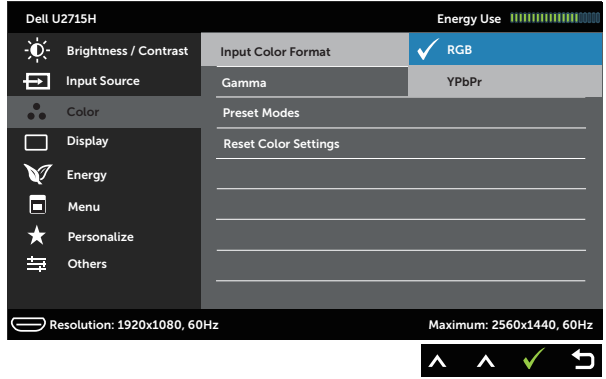 Dell U2715H Energy Use
Brightness / Contrast Input Color Format RGB
Input Source Gamma YPbPr
Color Preset Modes
Display Reset Color Settings
Energy
Menu
Personalize
Others
Resolution: 1920x1080, 60Hz Maximum: 2560x1440, 60Hz